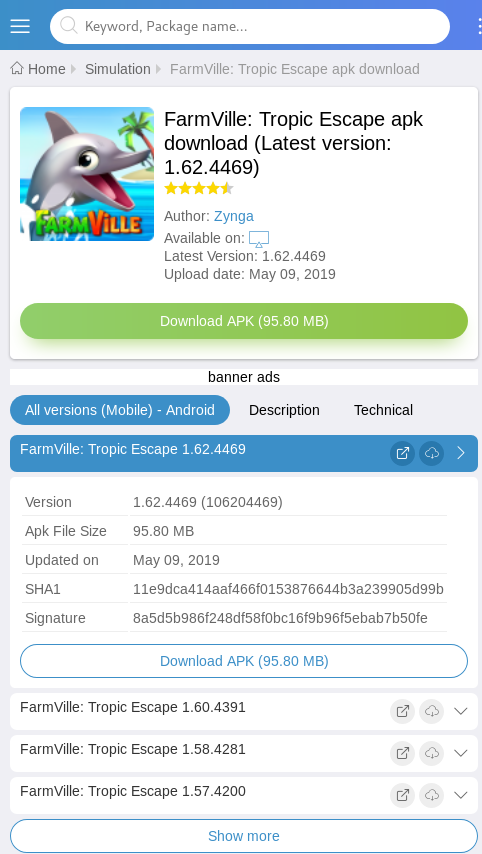 Keyword, Package name...
Home Simulation FarmVille: Tropic Escape apk download
FarmVille: Tropic Escape apk
download (Latest version:
1.62.4469)
FARMVILLE
Author: Zynga
Available on:
Latest Version: 1.62.4469
Upload date: May 09, 2019
Download APK (95.80 MB)
banner ads
All versions (Mobile) - Android Description Technical
FarmVille: Tropic Escape 1.62.4469
Version 1.62.4469 (106204469)
Apk File Size 95.80 MB
Updated on May 09, 2019
SHA1 11e9dca414aaf466f0153876644b3a239905d99b
Signature 8a5d5b986f248df58f0bc16f9b96f5ebab7b50fe
Download APK (95.80 MB)
FarmVille: Tropic Escape 1.60.4391
FarmVille: Tropic Escape 1.58.4281
FarmVille: Tropic Escape 1.57.4200
Show more